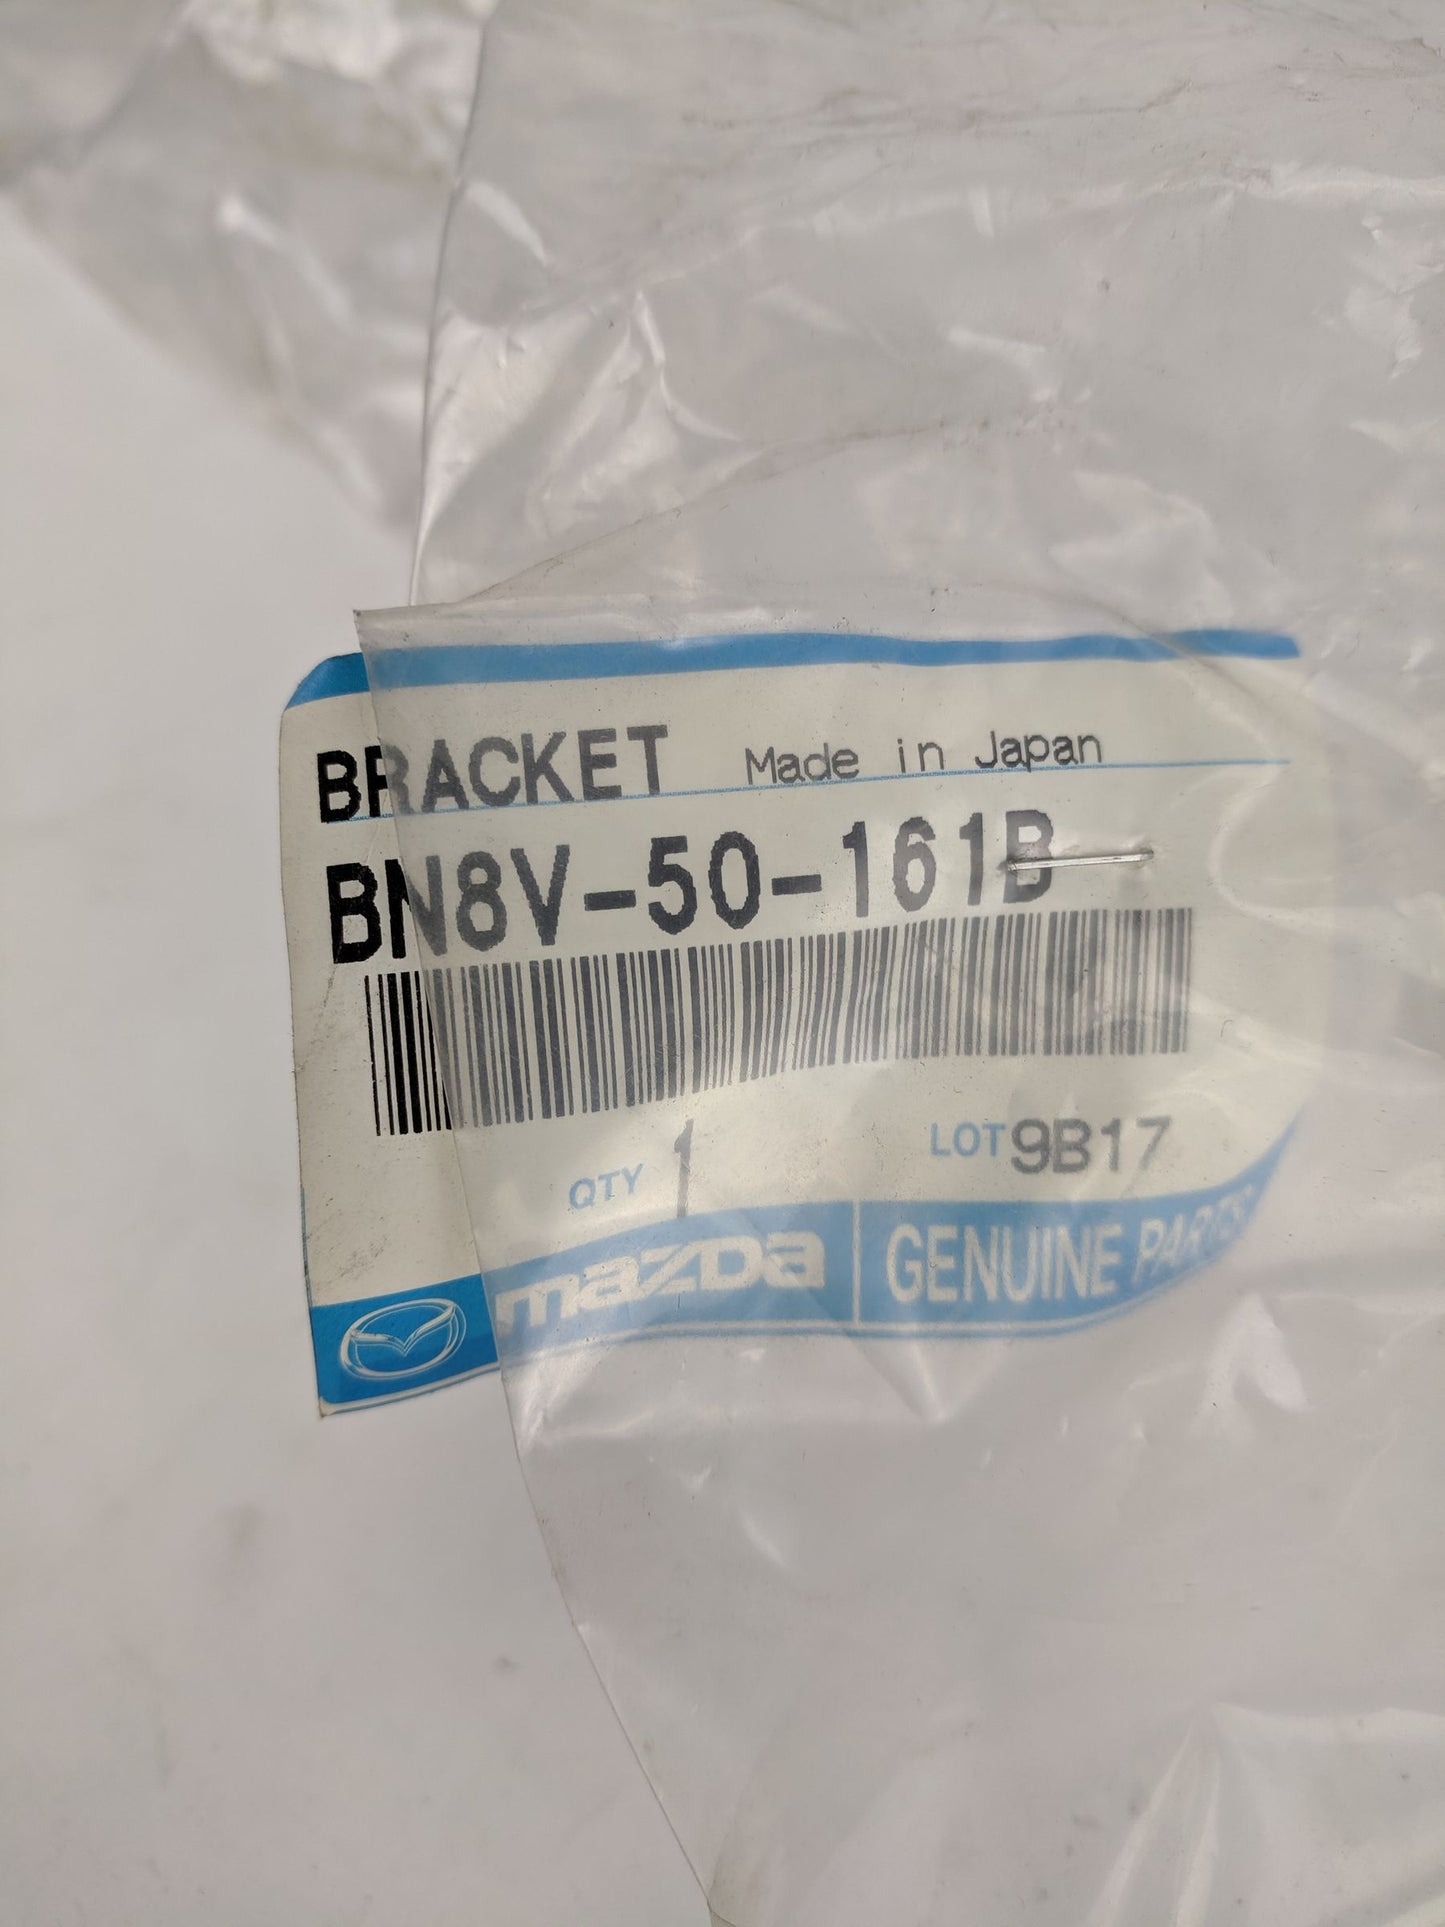 BRACKET Made in Japan
BN8V-50-161B
QTY 1 LOT 9B17
mazda GENUINE PARTS